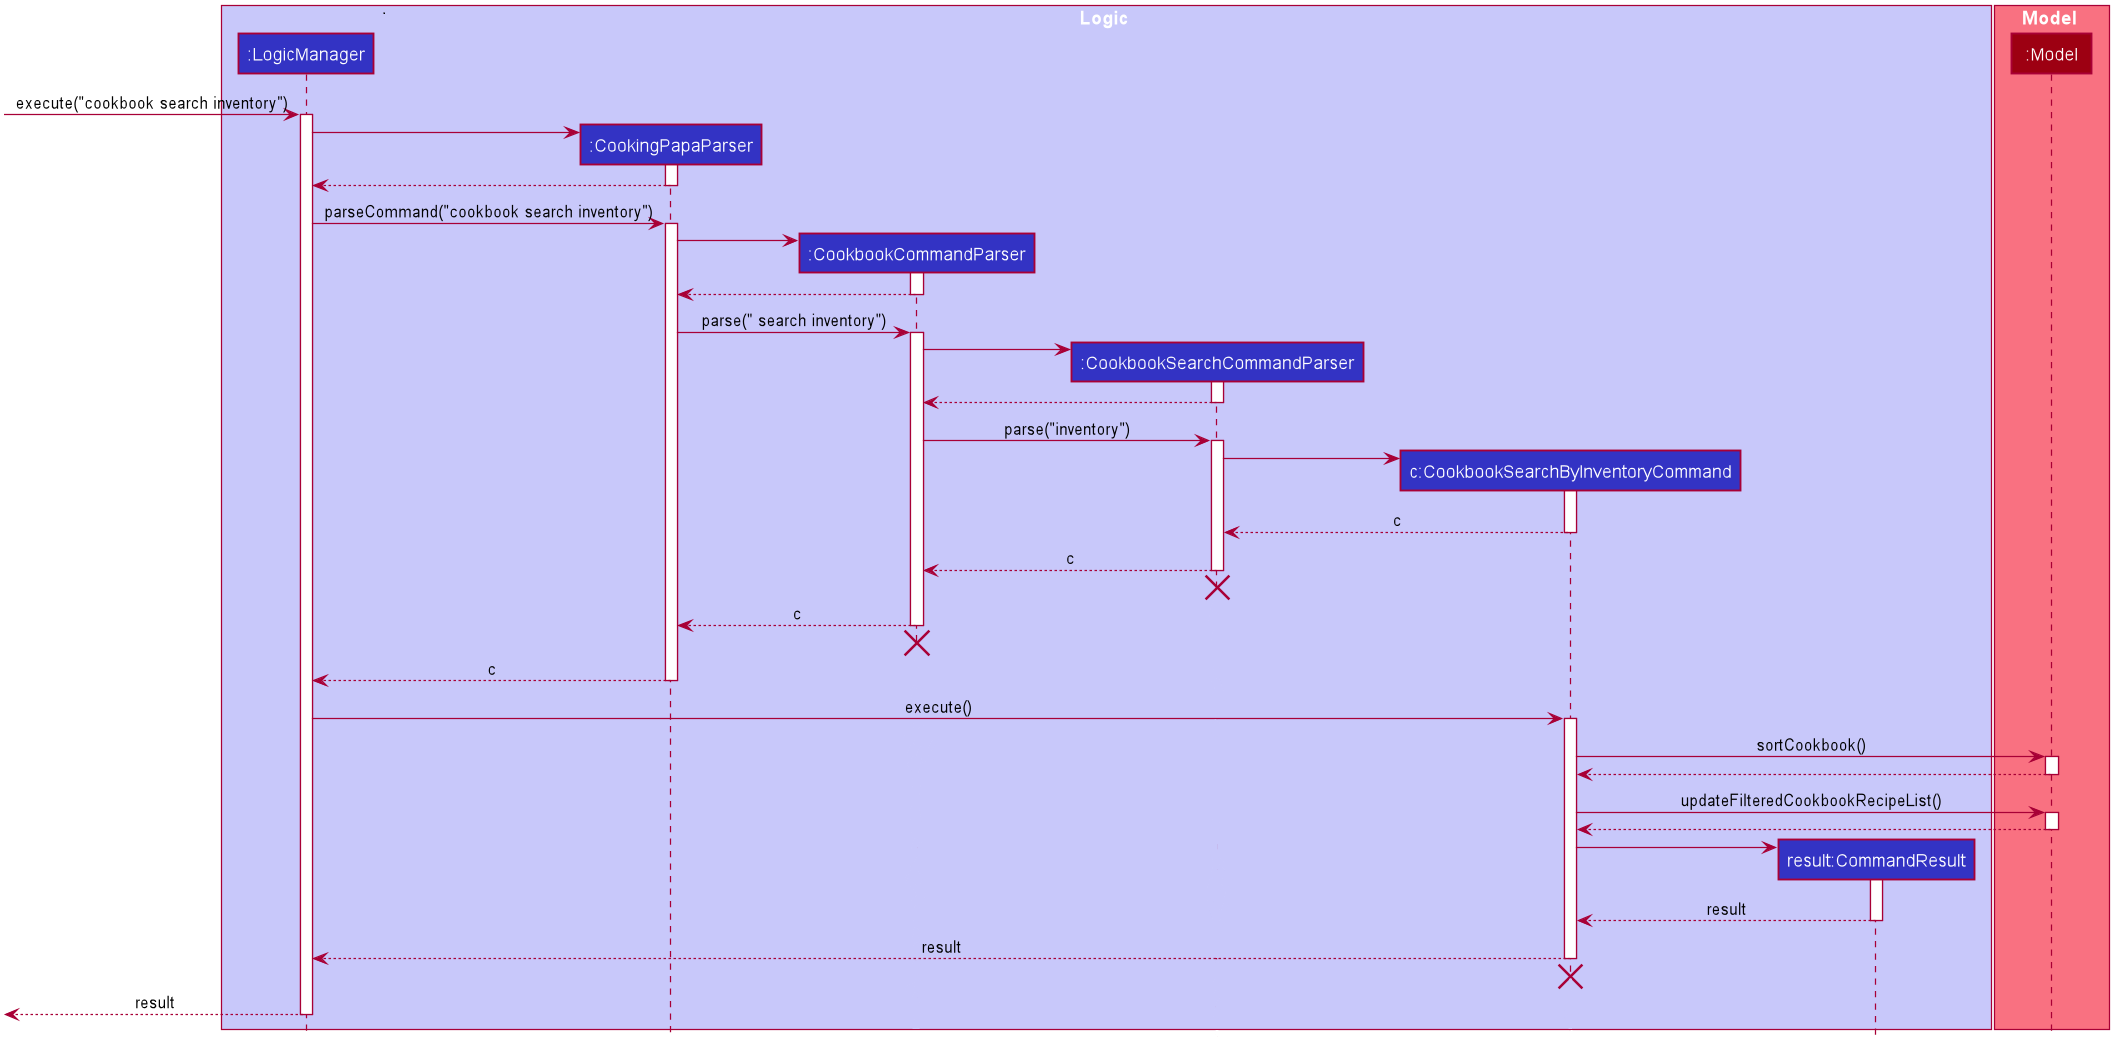 Logic
Model
:LogicManager
:Model
execute("cookbook search inventory")
:CookingPapaParser
parseCommand("cookbook search inventory")
:CookbookCommandParser
parse(" search inventory")
:CookbookSearchCommandParser
parse("inventory")
c:CookbookSearchByInventoryCommand
c
c
c
c
execute()
sortCookbook()
updateFilteredCookbookRecipeList()
result:CommandResult
result
result
result